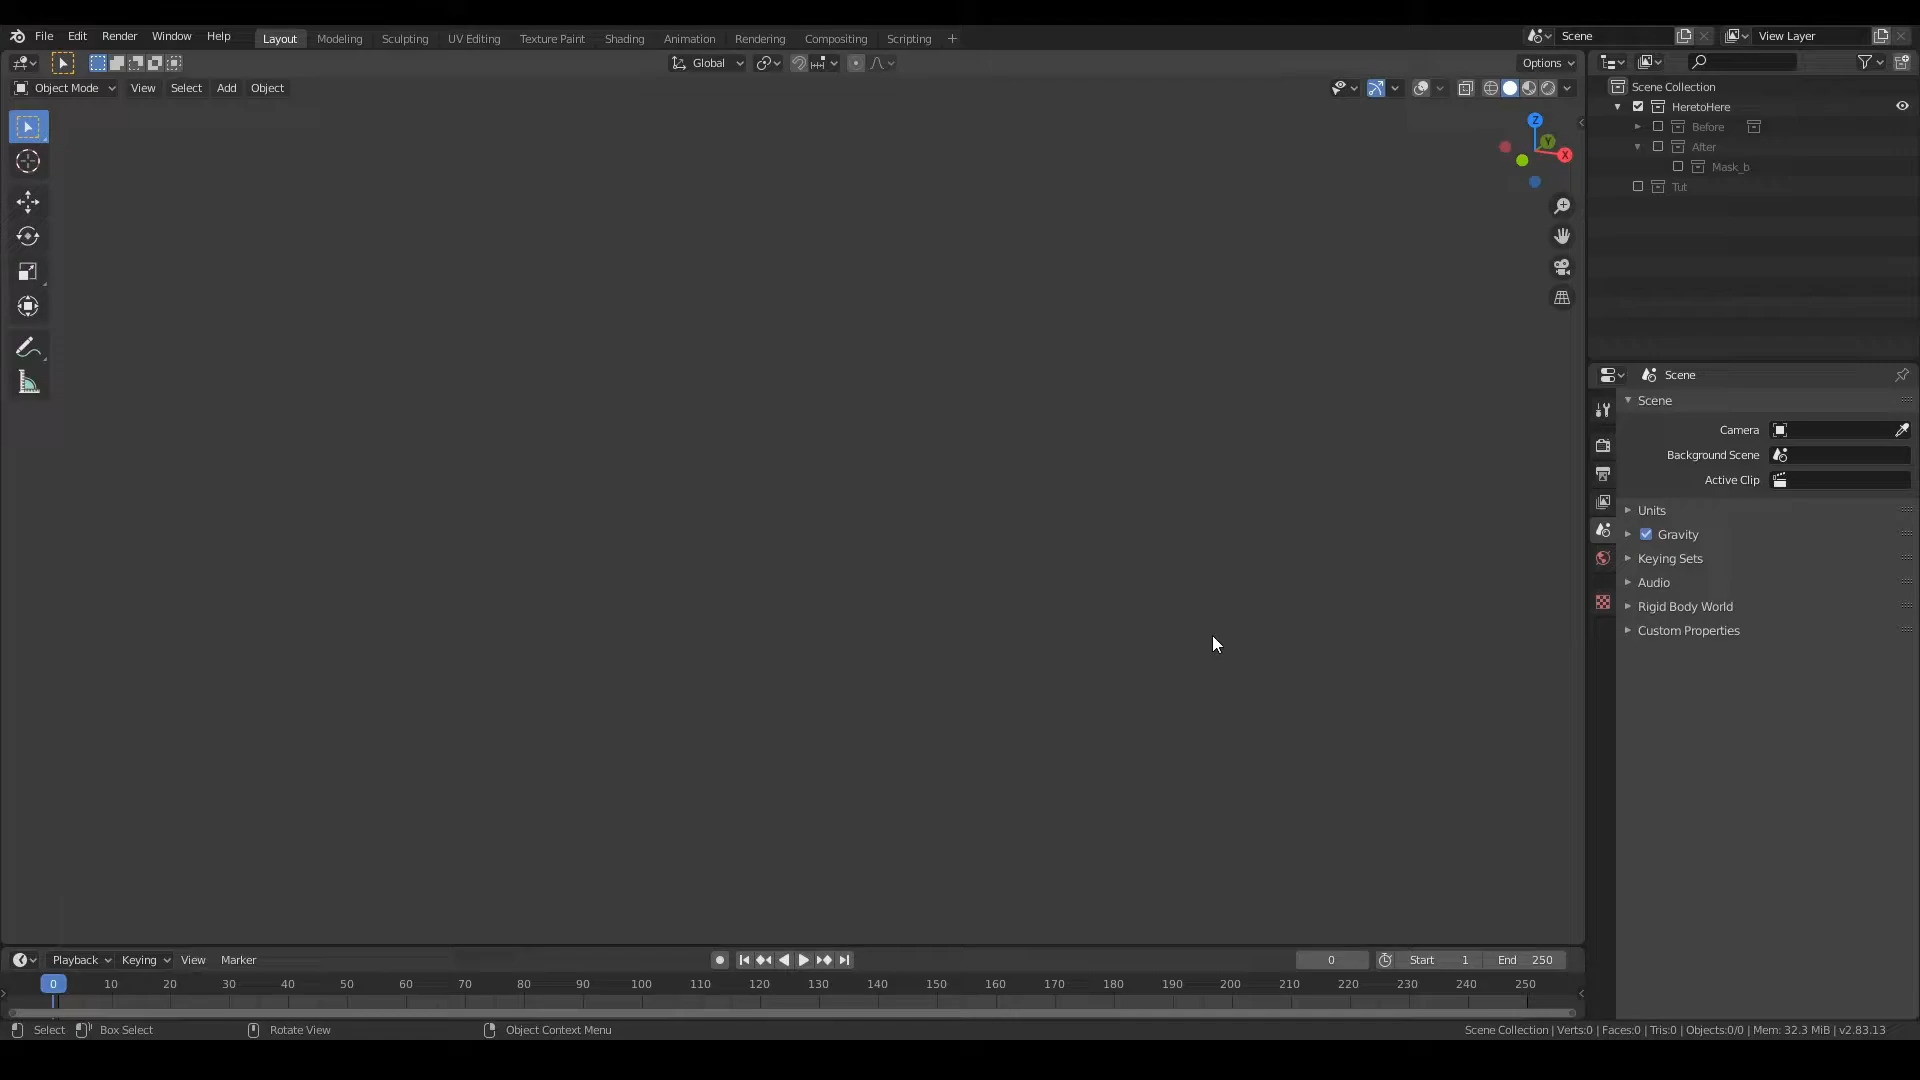 File Edit Render Window Help Layout Modeling Sculpting UV Editing Texture Paint Shading Animation Rendering Compositing Scripting + Scene View Layer
Global Options
Object Mode View Select Add Object
Z
Y
X
Scene Collection
HeretoHere
Before
After
Mask_b
Tut
Scene
Scene
Camera
Background Scene
Active Clip
Units
Gravity
Keying Sets
Audio
Rigid Body World
Custom Properties
Playback Keying View Marker 0 Start 1 End 250
0 10 20 30 40 50 60 70 80 90 100 110 120 130 140 150 160 170 180 190 200 210 220 230 240 250
Select Box Select Rotate View Object Context Menu Scene Collection | Verts:0 | Faces:0 | Tris:0 | Objects:0/0 | Mem: 32.3 MiB | v2.83.13